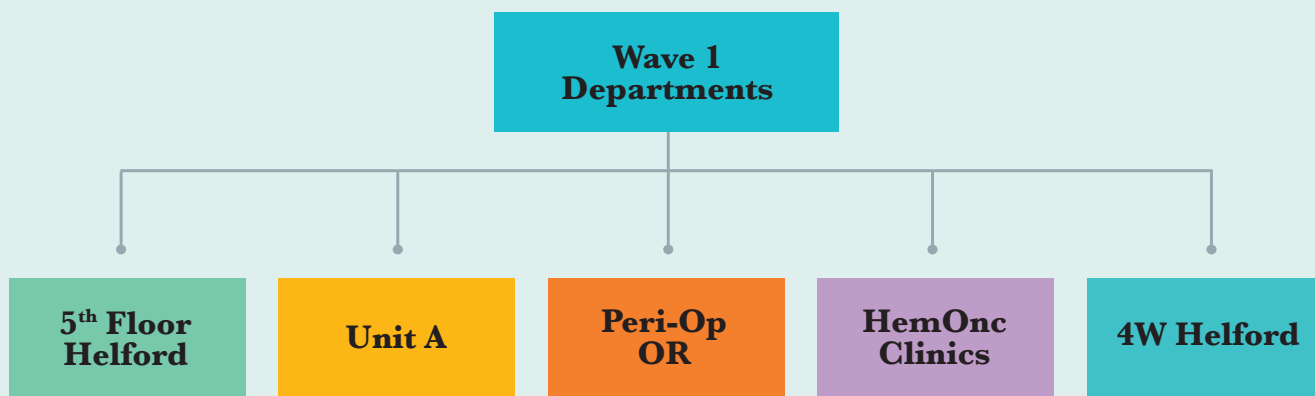 Wave 1
Departments
5th Floor
Helford
Unit A
Peri-Op
OR
HemOnc
Clinics
4W Helford